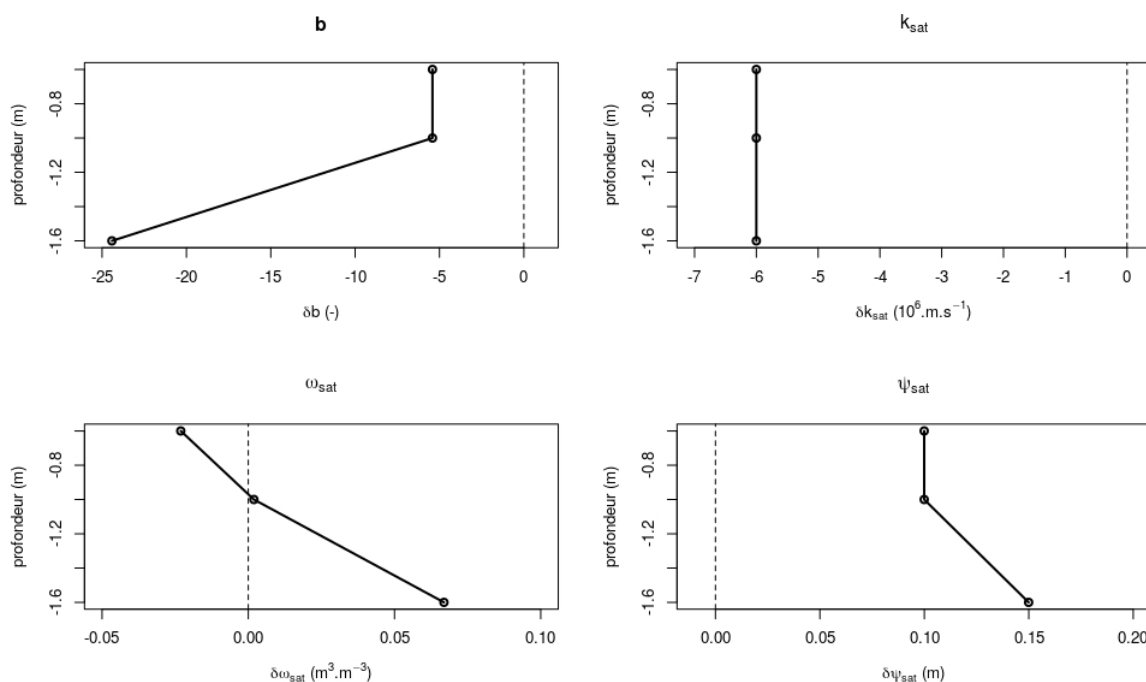 b
profondeur (m)
-0.8
-1.2
-1.6
-25 -20 -15 -10 -5 0
δb (-)
k_sat
profondeur (m)
-0.8
-1.2
-1.6
-7 -6 -5 -4 -3 -2 -1 0
δk_sat (10⁶.m.s⁻¹)
ω_sat
profondeur (m)
-0.8
-1.2
-1.6
-0.05 0.00 0.05 0.10
δω_sat (m³.m⁻³)
ψ_sat
profondeur (m)
-0.8
-1.2
-1.6
0.00 0.05 0.10 0.15 0.20
δψ_sat (m)